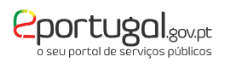 eportugal.gov.pt
o seu portal de serviços públicos